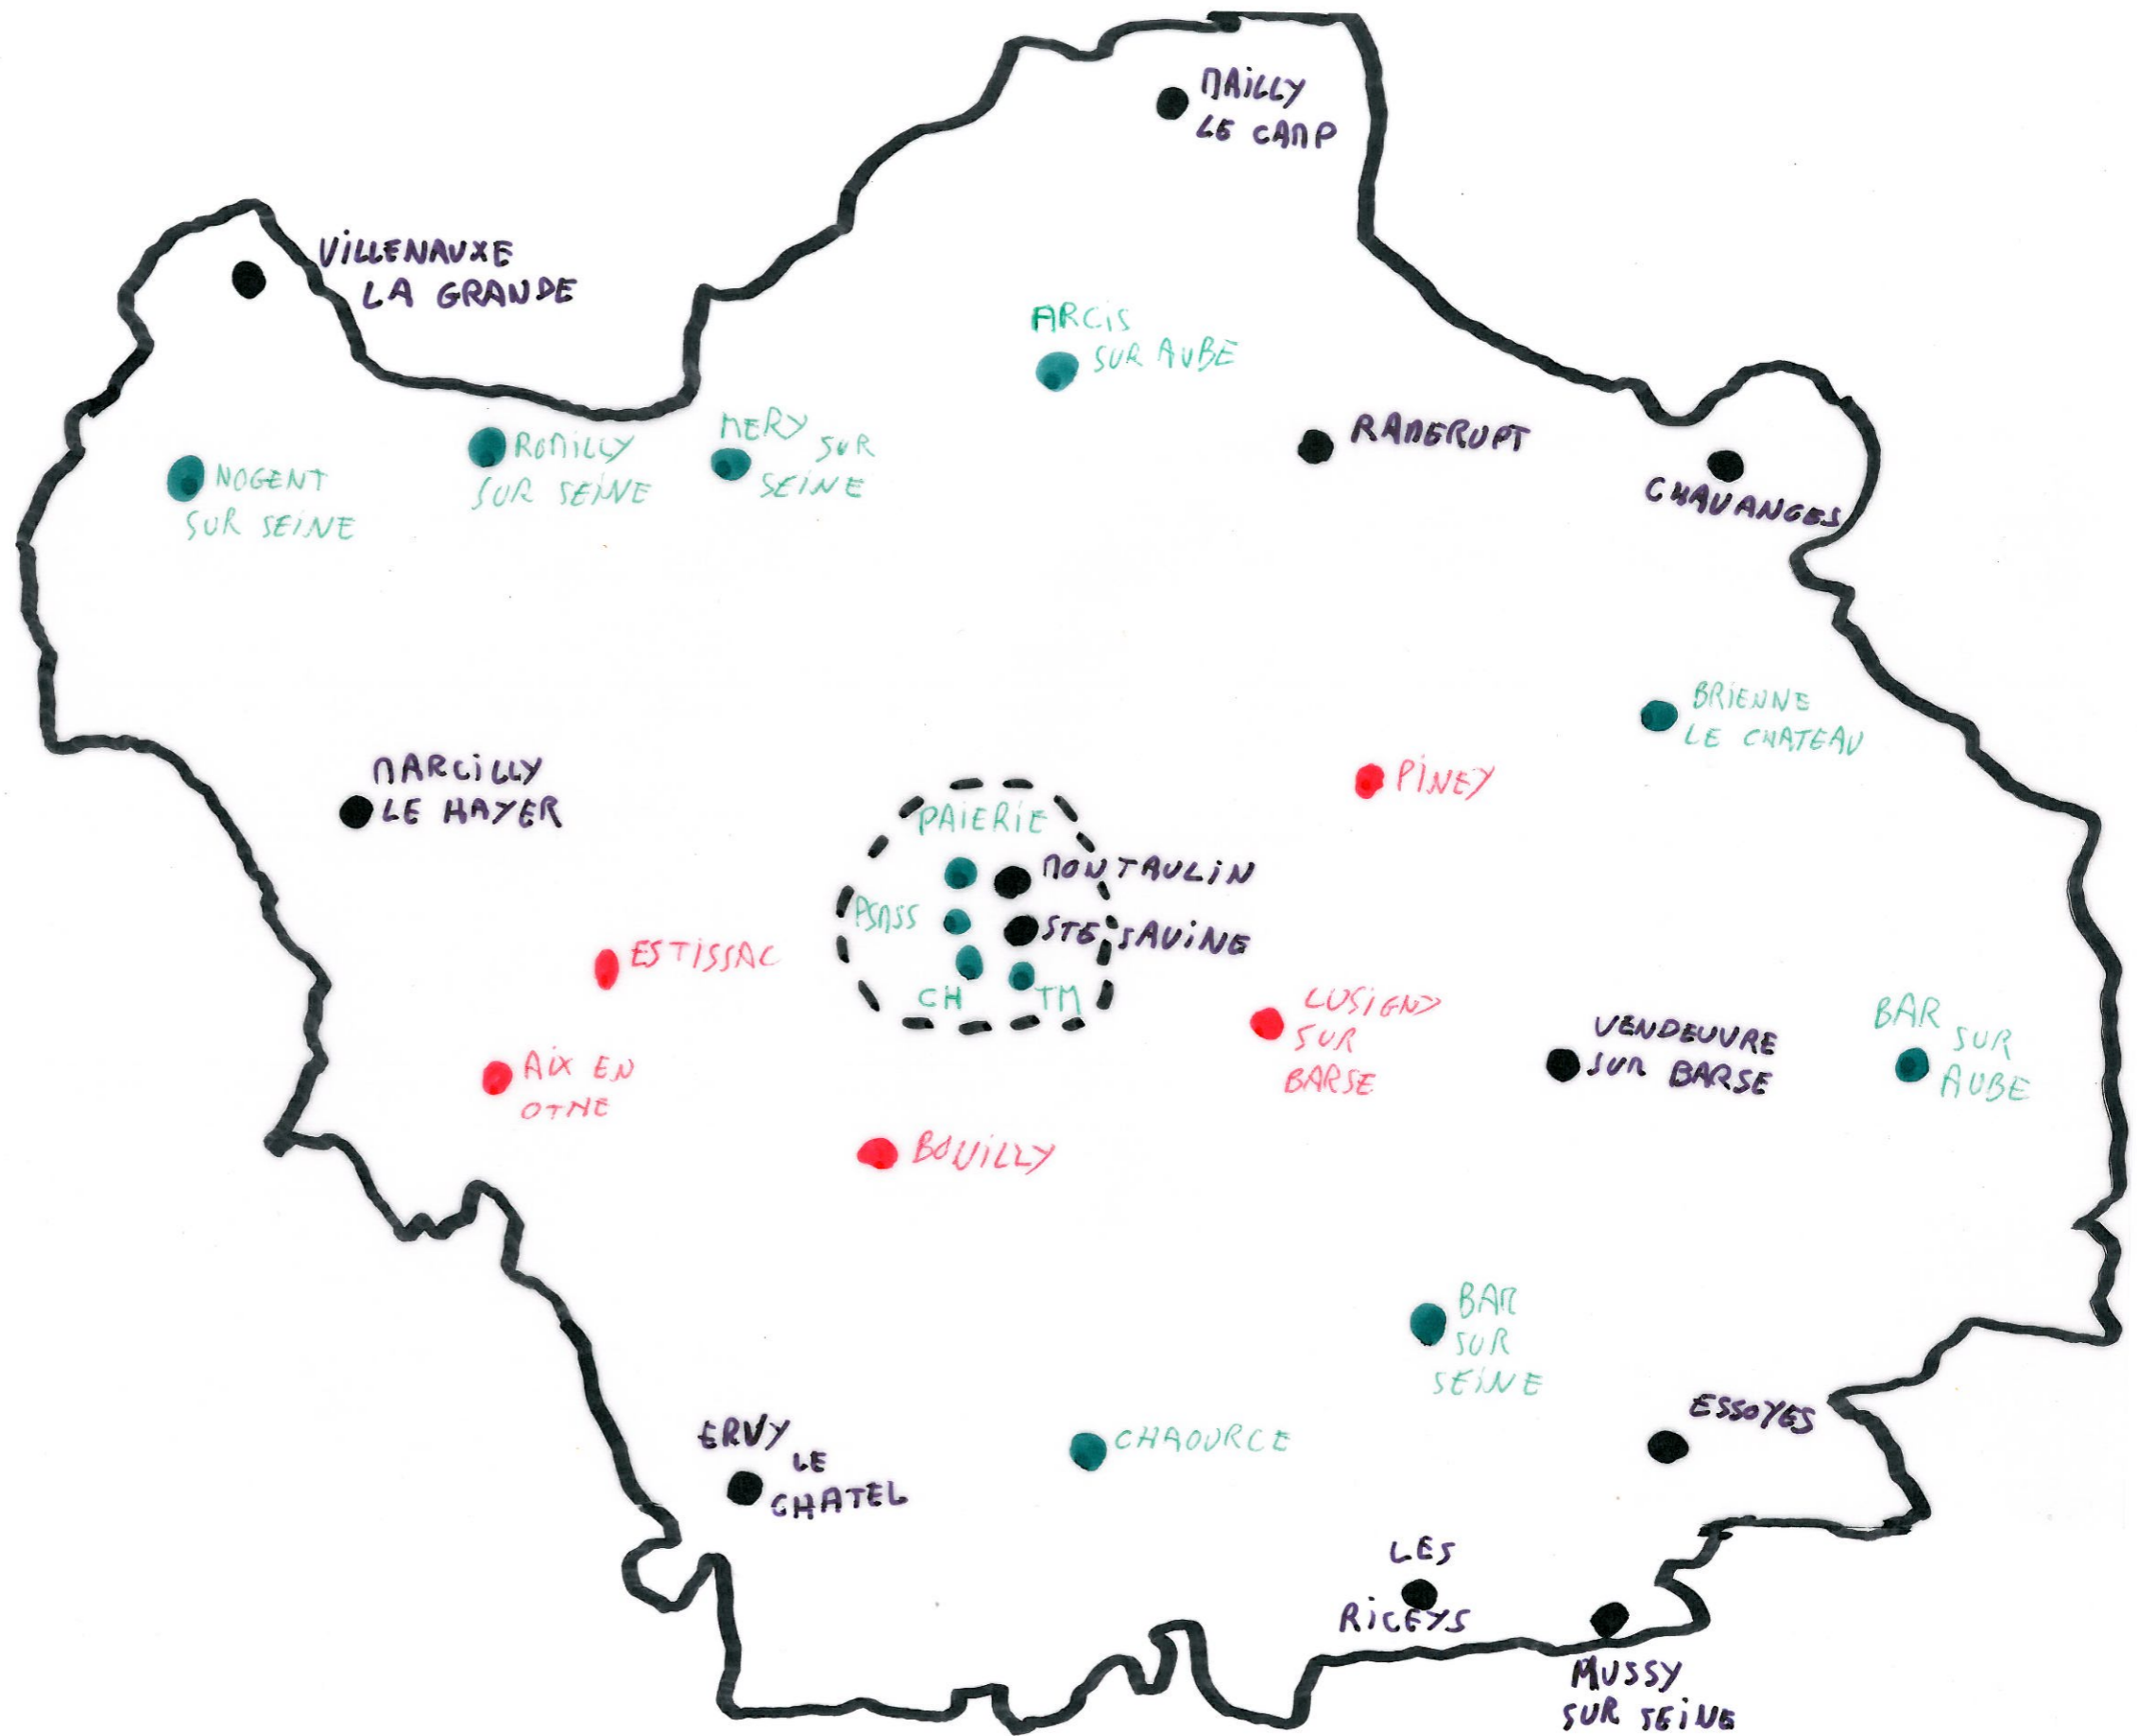 MAILLY
LE CAMP
VILLENAUXE
LA GRANDE
ARCIS
SUR AUBE
NOGENT
SUR SEINE
ROMILLY
SUR SEINE
MERY SUR
SEINE
RAMERUPT
CHAVANGES
BRIENNE
LE CHATEAU
MARCILLY
LE HAYER
PINEY
PAIERIE
MONTAULIN
PSMSS
STE SAVINE
CH
TM
ESTISSAC
AIX EN
OTHE
LUSIGNY
SUR
BARSE
VENDEUVRE
SUR BARSE
BAR SUR
AUBE
BOUILLY
BAR
SUR
SEINE
ERVY LE
CHATEL
CHAOURCE
ESSOYES
LES
RICEYS
MUSSY
SUR SEINE